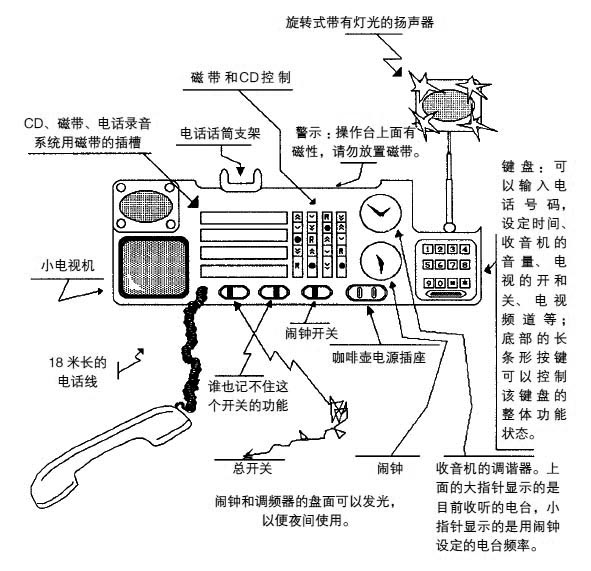 旋转式带有灯光的扬声器
磁带和CD控制
CD、磁带、电话录音
系统用磁带的插槽
电话话筒支架
警示：操作台上面有
磁性，请勿放置磁带。
键盘：可
以输入电
话号码，
设定时间、
收音机的
音量、电
视的开和
关、电视
频道等；
底部的长
条形按键
可以控制
该键盘的
整体功能
状态。
1 2 3 4
5 6 7 8
9 0 * #
小电视机
闹钟开关
咖啡壶电源插座
18米长的
电话线
谁也记不住这
个开关的功能
总开关
闹钟
闹钟和调频器的盘面可以发光，
以便夜间使用。
收音机的调谐器。上
面的大指针显示的是
目前收听的电台，小
指针显示的是用闹钟
设定的电台频率。